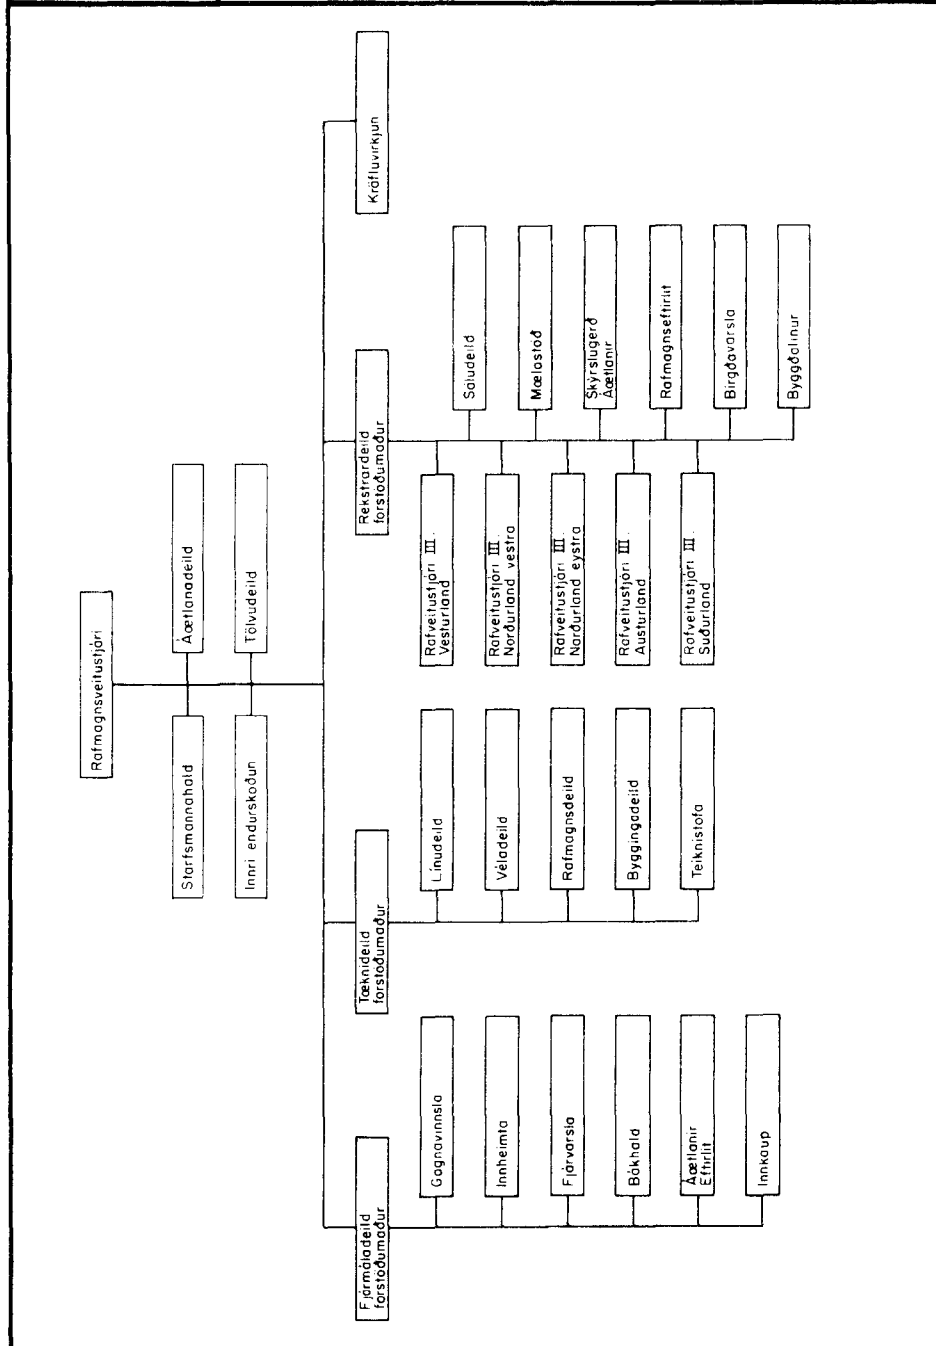 Rafmagnsveitustjóri
Starfsmannahald
Áætlanadeild
Innri endurskoðun
Tölvudeild
Fjármáladeild
forstöðumaður
Tæknideild
forstöðumaður
Rekstrardeild
forstöðumaður
Kröfluvirkjun
Gagnavinnsla
Innheimta
Fjárvarsla
Bókhald
Áætlanir
Eftirlit
Innkaup
Línudeild
Véladeild
Rafmagnsdeild
Byggingadeild
Teiknistofa
Rafveitustjóri III.
Vesturland
Rafveitustjóri III.
Norðurland vestra
Rafveitustjóri III.
Norðurland eystra
Rafveitustjóri III.
Austurland
Rafveitustjóri III.
Suðurland
Söludeild
Mælastöð
Skýrslugerð
Áætlanir
Rafmagnseftirlit
Birgðavarsla
Byggðalínur